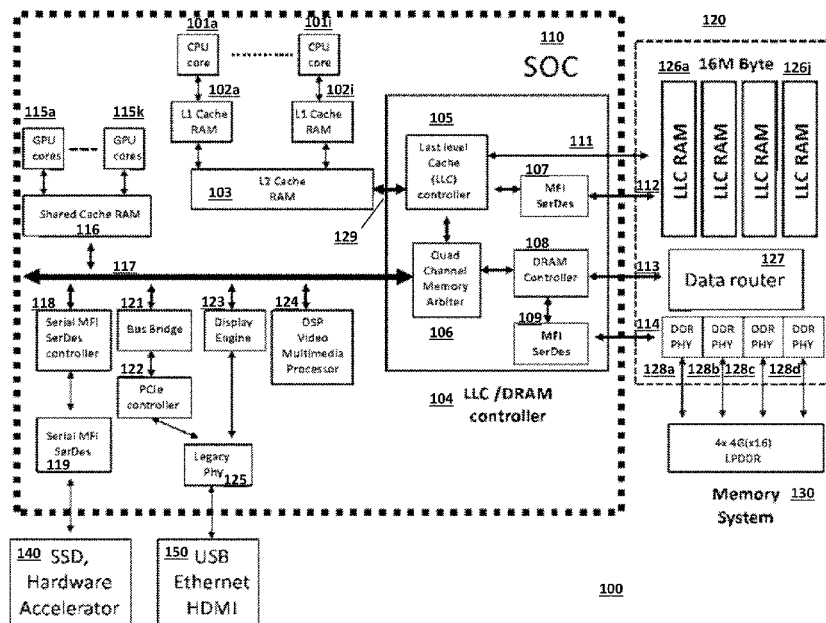 101a
101i
110
120
CPU core
CPU core
SOC
16M Byte
126a
126j
102a
102i
115a
115k
L1 Cache RAM
L1 Cache RAM
105
111
GPU cores
GPU cores
Last level Cache (LLC) controller
107
LLC RAM
LLC RAM
LLC RAM
LLC RAM
103
L2 Cache RAM
MFI SerDes
112
Shared Cache RAM
116
129
108
127
117
Quad Channel Memory Arbiter
DRAM Controller
113
Data router
118
121
123
124
109
114
Serial MFI SerDes controller
Bus Bridge
Display Engine
DSP Video Multimedia Processor
106
MFI SerDes
DDR PHY
DDR PHY
DDR PHY
DDR PHY
122
128a
128b
128c
128d
PCIe controller
104
LLC /DRAM controller
Serial MFI SerDes
119
Legacy Phy
125
4x 4G(x16) LPDDR
Memory System
130
140
SSD, Hardware Accelerator
150
USB Ethernet HDMI
100